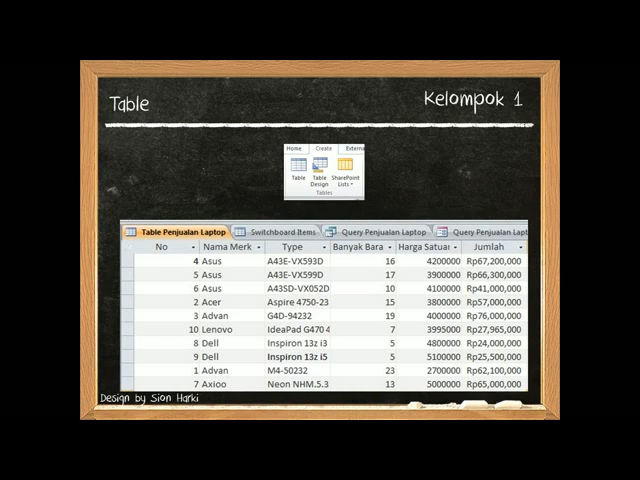 Table
Kelompok 1
Home Create Externa
Table Table Design SharePoint Lists
Tables
Table Penjualan Laptop Switchboard Items Query Penjualan Laptop Query Penjualan Lapt
No Nama Merk Type Banyak Bara Harga Satuai Jumlah
4 Asus A43E-VX593D 16 4200000 Rp67,200,000
5 Asus A43E-VX599D 17 3900000 Rp66,300,000
6 Asus A43SD-VX052D 10 4100000 Rp41,000,000
2 Acer Aspire 4750-23 15 3800000 Rp57,000,000
3 Advan G4D-94232 19 4000000 Rp76,000,000
10 Lenovo IdeaPad G470 4 7 3995000 Rp27,965,000
8 Dell Inspiron 13z i3 5 4800000 Rp24,000,000
9 Dell Inspiron 13z i5 5 5100000 Rp25,500,000
1 Advan M4-50232 23 2700000 Rp62,100,000
7 Axioo Neon NHM.5.3 13 5000000 Rp65,000,000
Design by Sion Harki